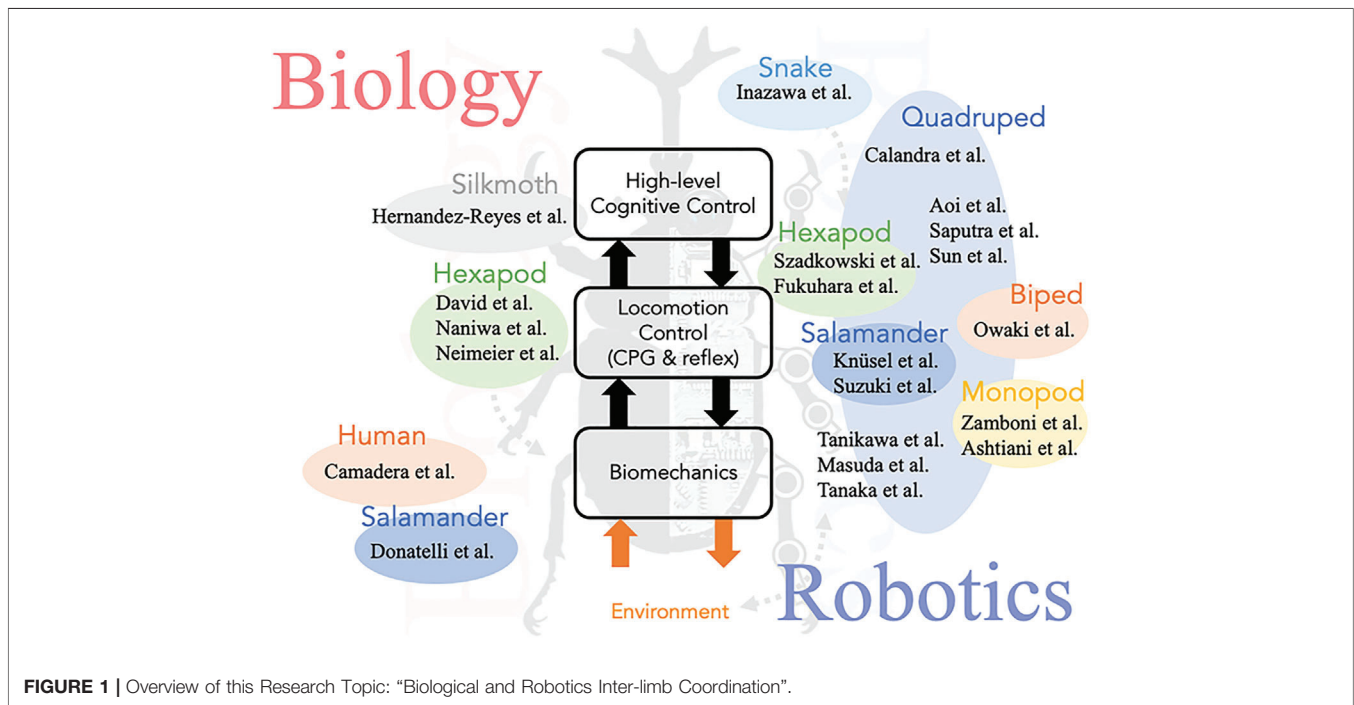 Biology
Snake
Inazawa et al.
Quadruped
Calandra et al.
Silkmoth
Hernandez-Reyes et al.
High-level
Cognitive Control
Aoi et al.
Saputra et al.
Sun et al.
Hexapod
Szadkowski et al.
Fukuhara et al.
Hexapod
David et al.
Naniwa et al.
Neimeier et al.
Locomotion
Control
(CPG & reflex)
Biped
Owaki et al.
Salamander
Knüsel et al.
Suzuki et al.
Monopod
Zamboni et al.
Ashtiani et al.
Human
Camadera et al.
Biomechanics
Tanikawa et al.
Masuda et al.
Tanaka et al.
Salamander
Donatelli et al.
Environment
Robotics
FIGURE 1 | Overview of this Research Topic: “Biological and Robotics Inter-limb Coordination”.